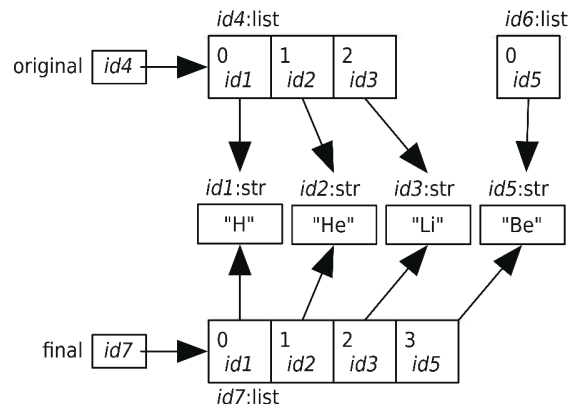 id4:list id6:list
original id4 0 1 2 0
id1 id2 id3 id5
id1:str id2:str id3:str id5:str
"H" "He" "Li" "Be"
final id7 0 1 2 3
id1 id2 id3 id5
id7:list